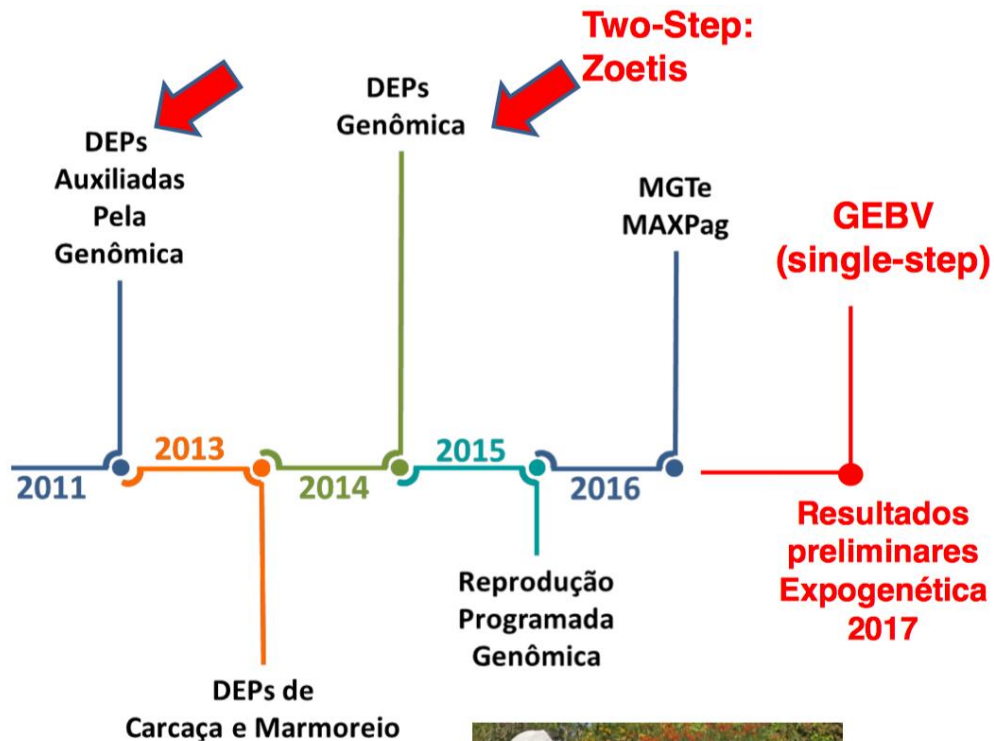 Two-Step:
Zoetis
DEPs
Auxiliadas
Pela
Genômica
DEPs
Genômica
MGTe
MAXPag
GEBV
(single-step)
2011
2013
2014
2015
2016
DEPs de
Carcaça e Marmoreio
Reprodução
Programada
Genômica
Resultados
preliminares
Expogenética
2017